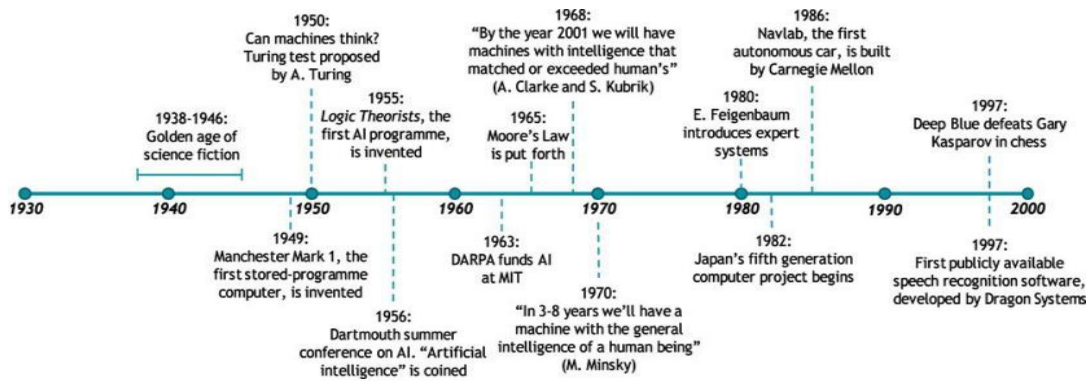 1950:
Can machines think?
Turing test proposed
by A. Turing
1968:
“By the year 2001 we will have
machines with intelligence that
matched or exceeded human’s”
(A. Clarke and S. Kubrik)
1986:
Navlab, the first
autonomous car, is built
by Carnegie Mellon
1938-1946:
Golden age of
science fiction
1955:
Logic Theorists, the
first AI programme,
is invented
1965:
Moore’s Law
is put forth
1980:
E. Feigenbaum
introduces expert
systems
1997:
Deep Blue defeats Gary
Kasparov in chess
1930 1940 1950 1960 1970 1980 1990 2000
1949:
Manchester Mark 1, the
first stored-programme
computer, is invented
1956:
Dartmouth summer
conference on AI. “Artificial
intelligence” is coined
1963:
DARPA funds AI
at MIT
1970:
“In 3-8 years we’ll have a
machine with the general
intelligence of a human being”
(M. Minsky)
1982:
Japan’s fifth generation
computer project begins
1997:
First publicly available
speech recognition software,
developed by Dragon Systems